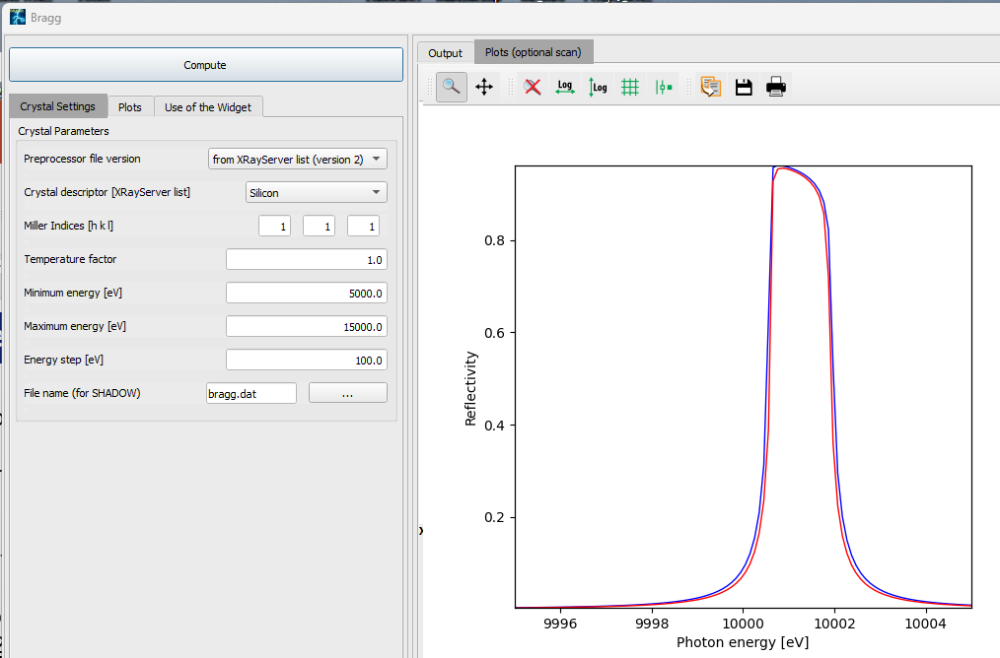 Bragg
Compute
Crystal Settings Plots Use of the Widget
Crystal Parameters
Preprocessor file version from XRayServer list (version 2)
Crystal descriptor [XRayServer list] Silicon
Miller Indices [h k l] 1 1 1
Temperature factor 1.0
Minimum energy [eV] 5000.0
Maximum energy [eV] 15000.0
Energy step [eV] 100.0
File name (for SHADOW) bragg.dat ...
Output Plots (optional scan)
Log Log
Reflectivity
0.8
0.6
0.4
0.2
9996 9998 10000 10002 10004
Photon energy [eV]